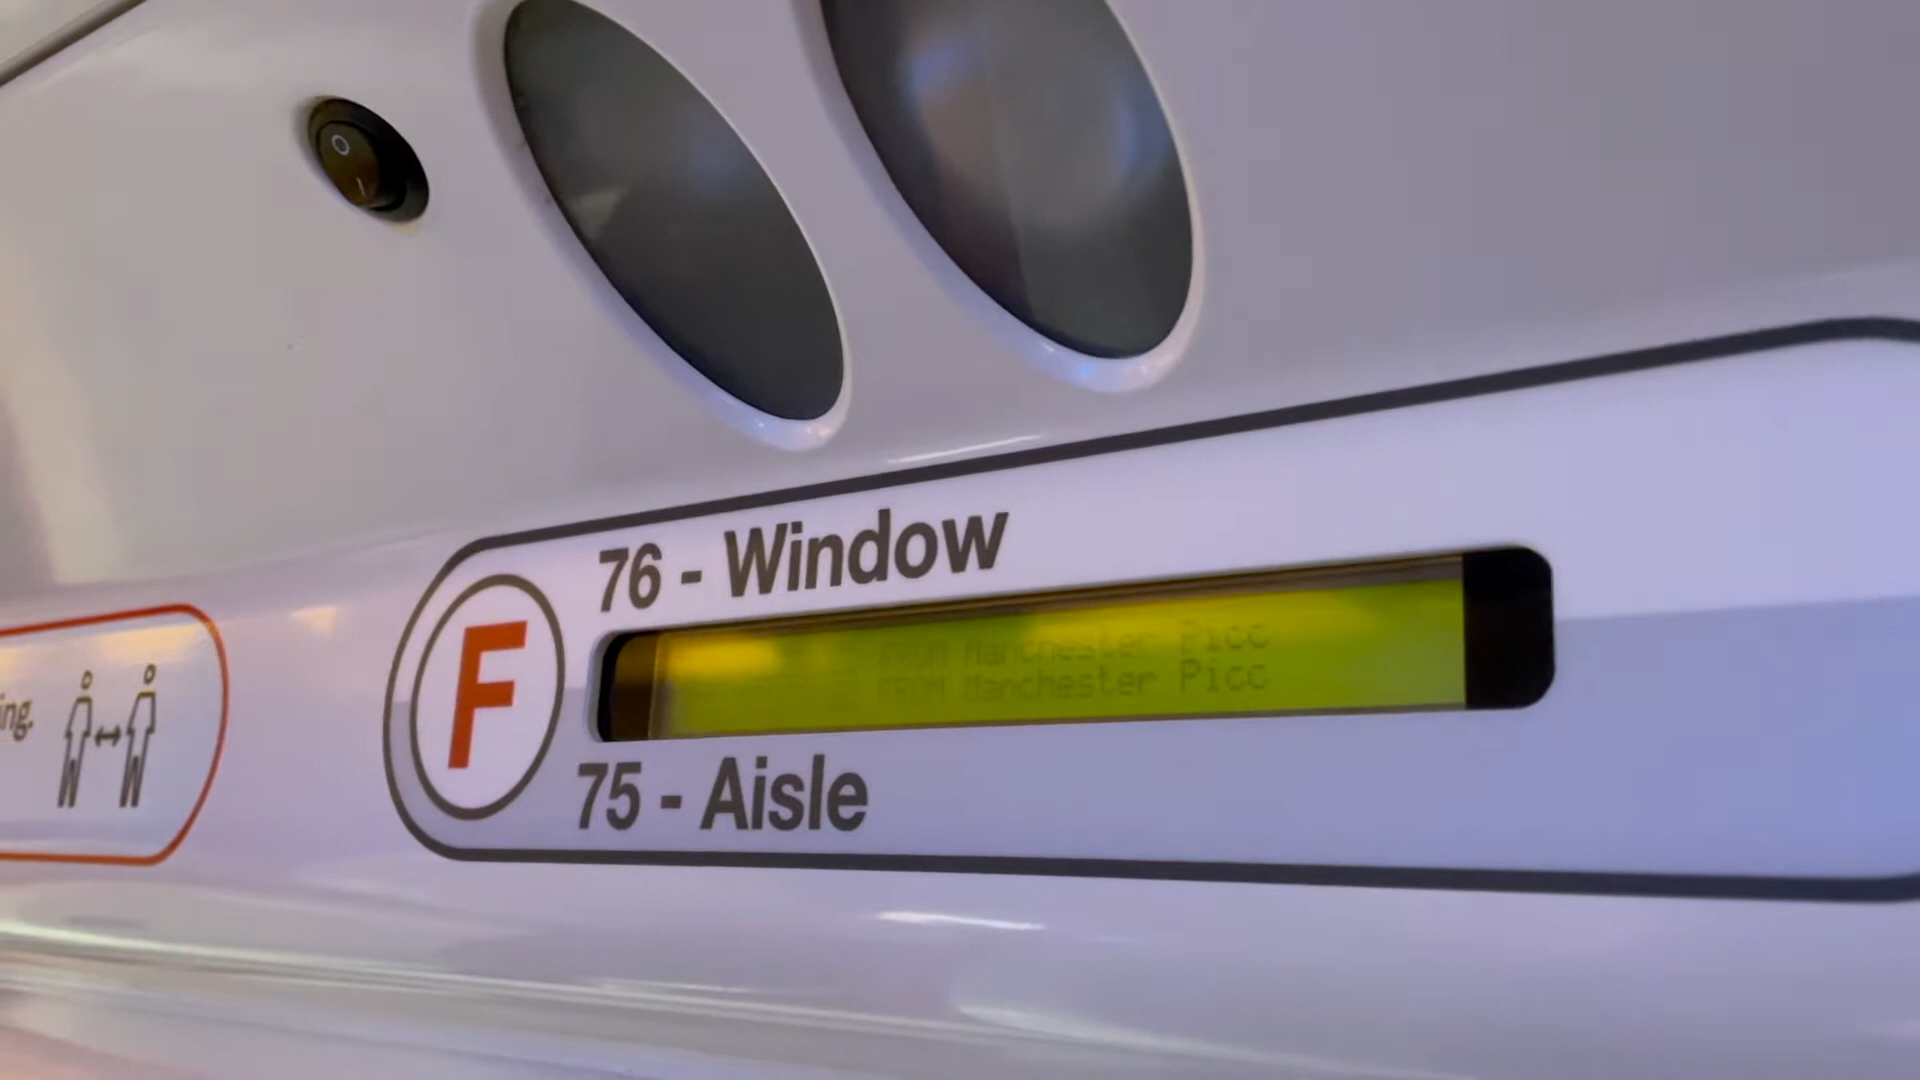 O
I
76 - Window
F
FROM Manchester Picc
FROM Manchester Picc
75 - Aisle
ing.